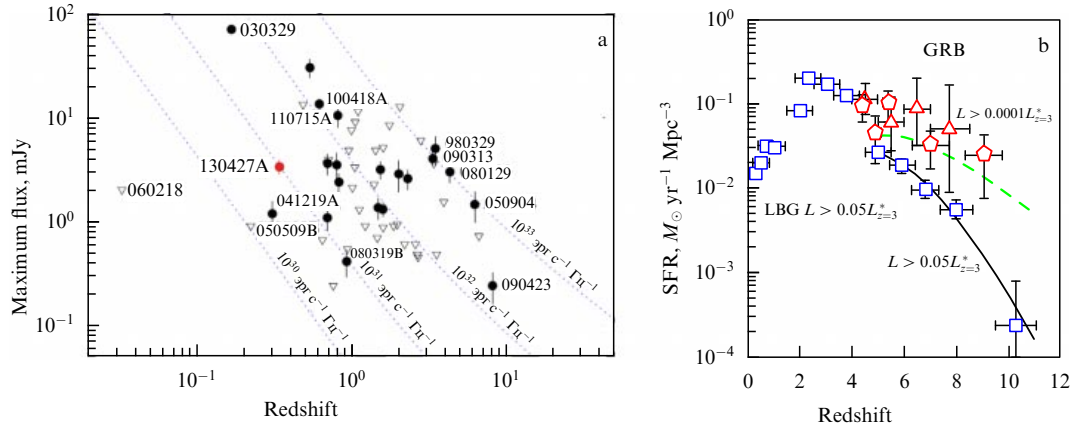 a
Maximum flux, mJy
10²
10¹
10⁰
10⁻¹
030329
100418A
110715A
130427A
060218
041219A
050509B
080319B
980329
090313
080129
050904
090423
10³⁰ эрг с⁻¹ Гц⁻¹
10³¹ эрг с⁻¹ Гц⁻¹
10³² эрг с⁻¹ Гц⁻¹
10³³ эрг с⁻¹ Гц⁻¹
10⁻¹ 10⁰ 10¹
Redshift
b
SFR, M⊙ yr⁻¹ Mpc⁻³
10⁰
10⁻¹
10⁻²
10⁻³
10⁻⁴
GRB
L > 0.0001L*z=3
LBG L > 0.05L*z=3
L > 0.05L*z=3
0 2 4 6 8 10 12
Redshift